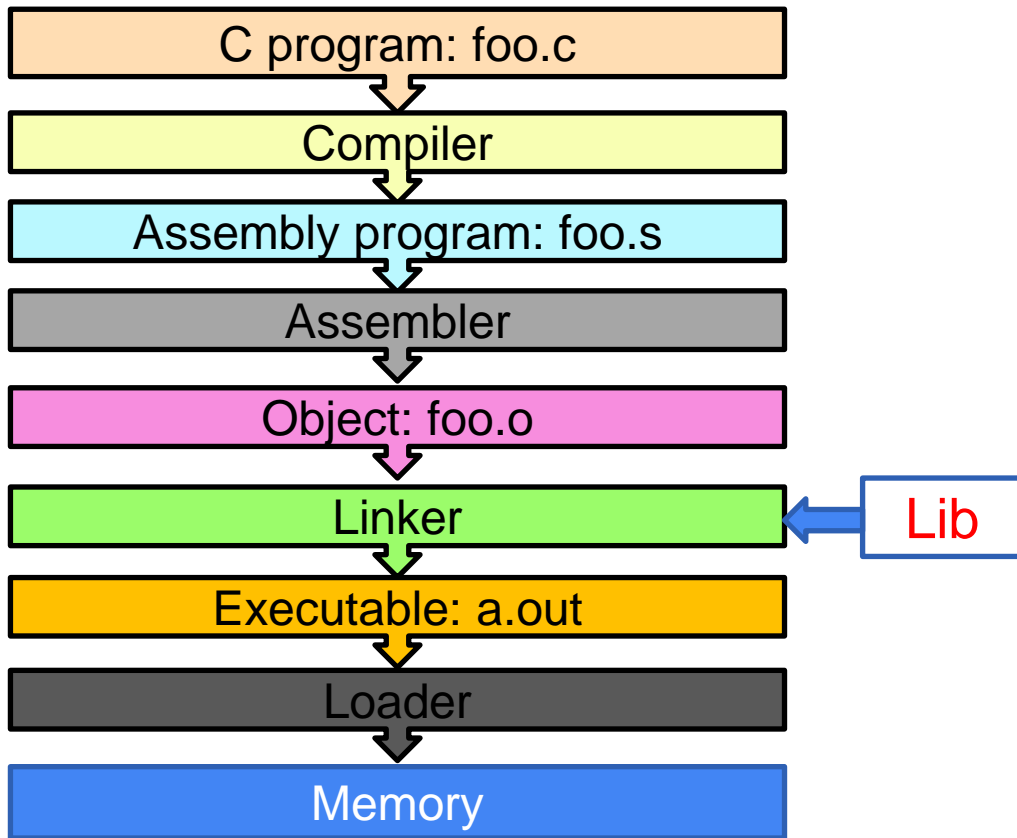 C program: foo.c
Compiler
Assembly program: foo.s
Assembler
Object: foo.o
Linker
Lib
Executable: a.out
Loader
Memory